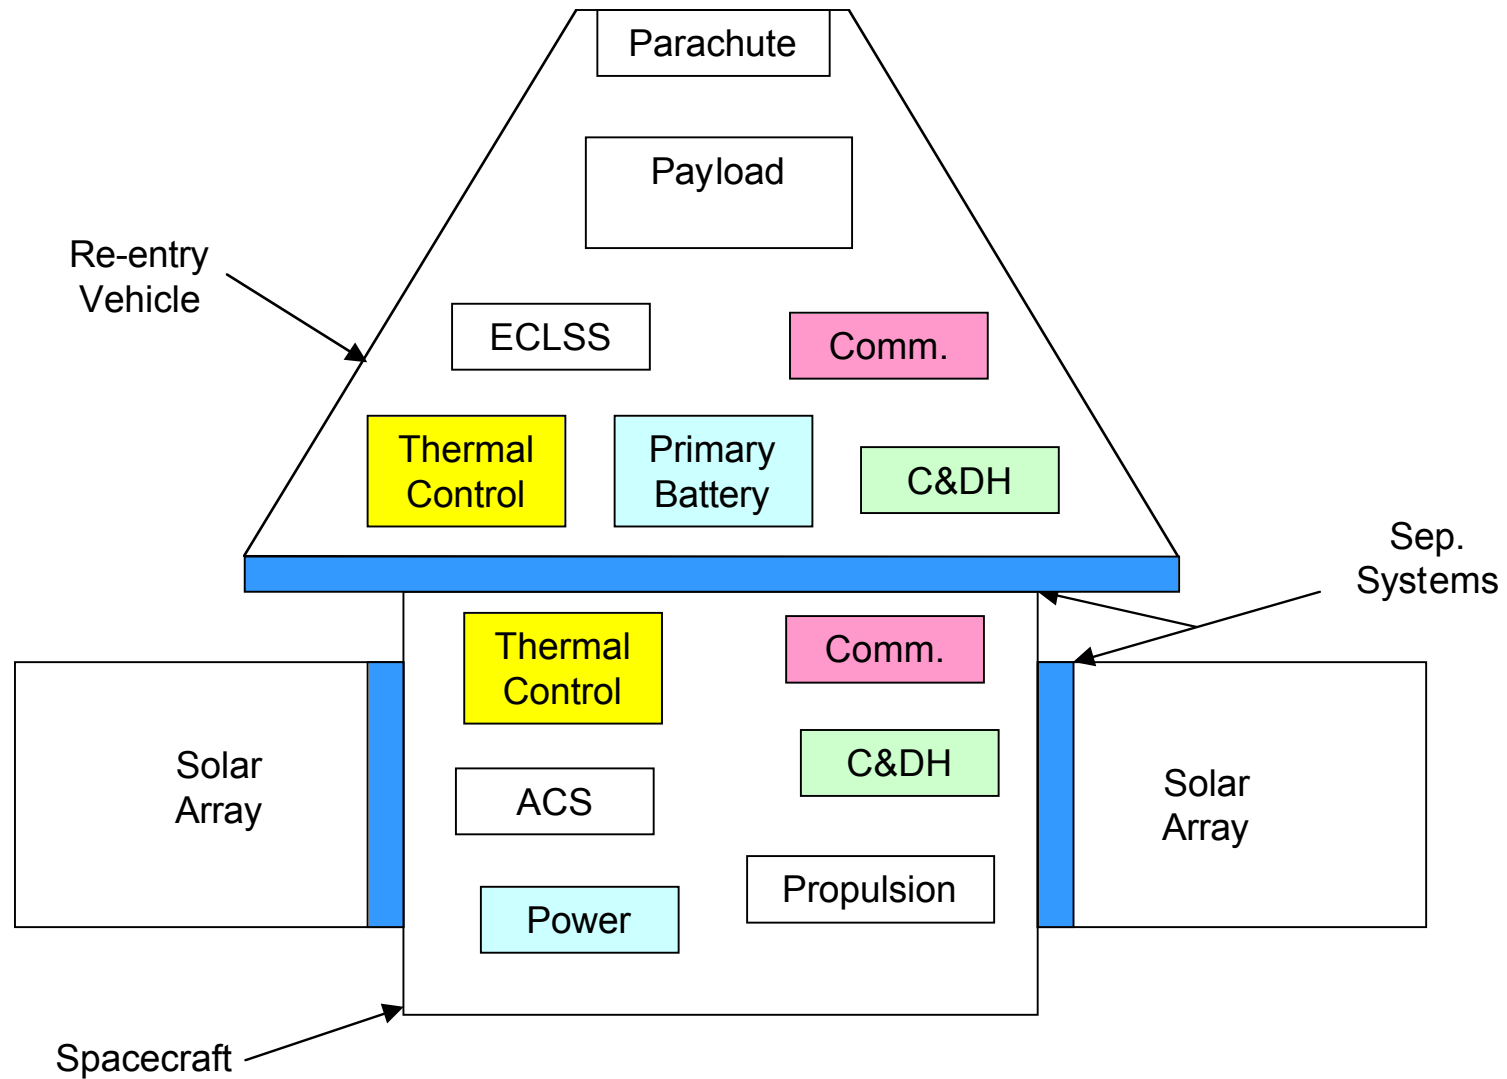 Parachute
Payload
Re-entry
Vehicle
ECLSS
Comm.
Thermal
Control
Primary
Battery
C&DH
Sep.
Systems
Thermal
Control
Comm.
Solar
Array
C&DH
ACS
Solar
Array
Propulsion
Power
Spacecraft